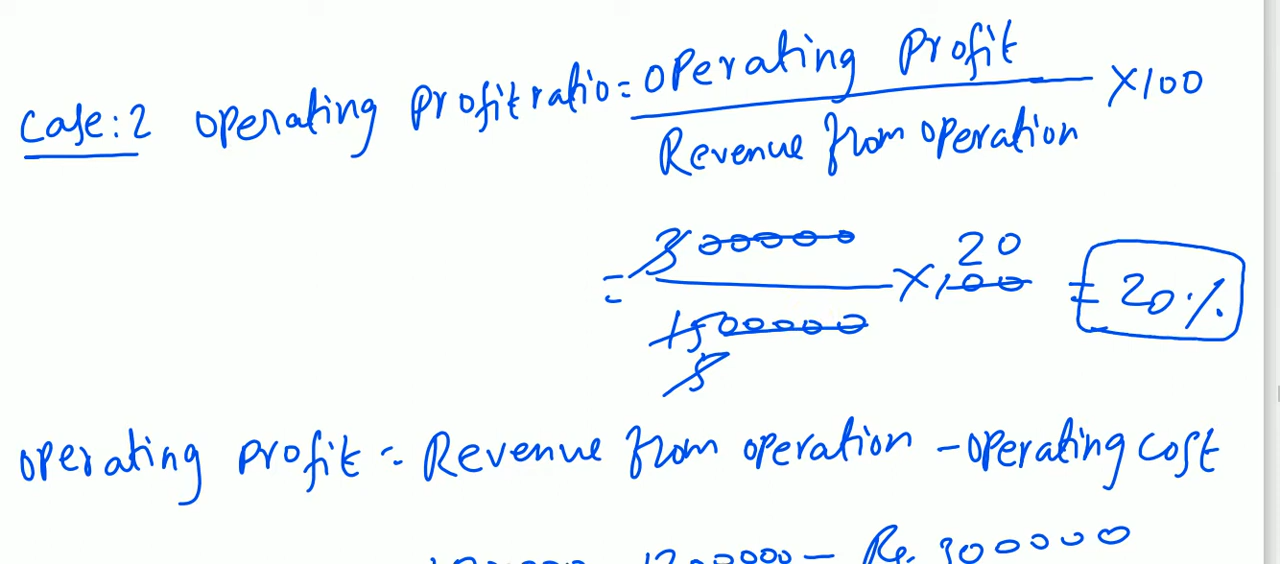 Case:2 operating Profit ratio = operating Profit X100
Revenue from operation
= 300000 X 100 20 = 20%
1500000
5
operating Profit = Revenue from operation - operating cost
1200000 = Rs. 300000